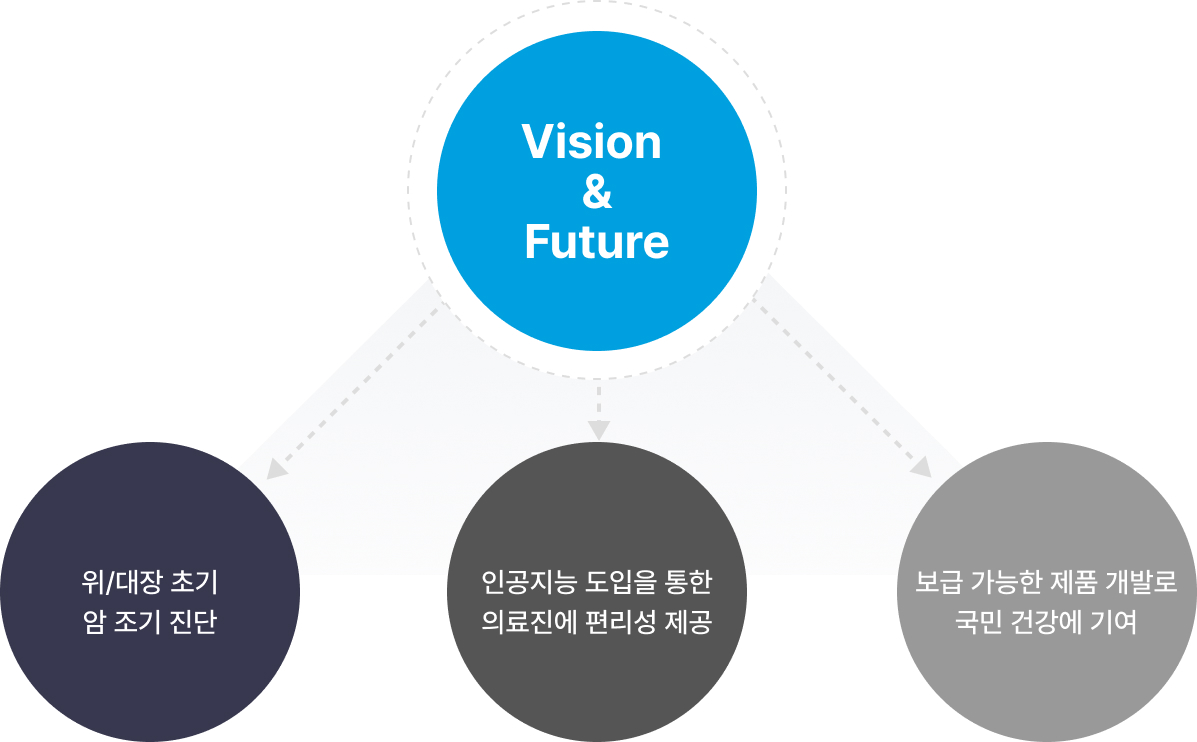 Vision
&
Future
위/대장 초기
암 조기 진단
인공지능 도입을 통한
의료진에 편리성 제공
보급 가능한 제품 개발로
국민 건강에 기여